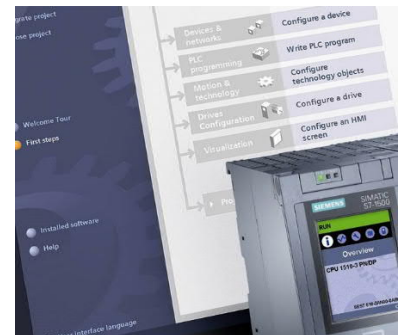 project
project
Welcome Tour
First steps
Installed software
Help
interface language
Devices &
networks
PLC
programming
Motion &
technology
Drives
Configuration
Visualization
Configure a device
Write PLC program
Configure
technology objects
Configure a drive
Configure an HMI
screen
SIEMENS
SIMATIC
S7-1500
RUN
Overview
CPU 1516-3 PN/DP